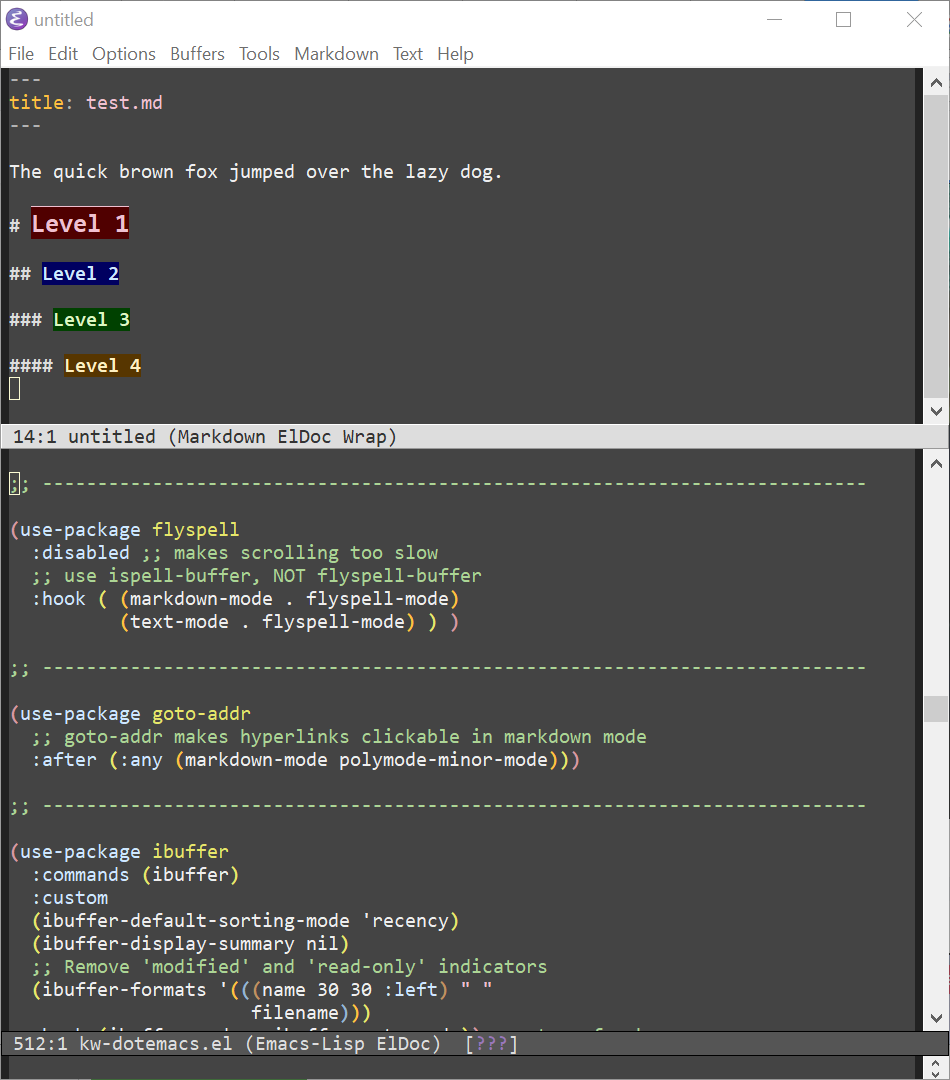 untitled
File Edit Options Buffers Tools Markdown Text Help
---
title: test.md
---
The quick brown fox jumped over the lazy dog.
# Level 1
## Level 2
### Level 3
#### Level 4
14:1 untitled (Markdown ElDoc Wrap)
;; ---------------------------------------------------------------------------
(use-package flyspell
  :disabled ;; makes scrolling too slow
  ;; use ispell-buffer, NOT flyspell-buffer
  :hook ( (markdown-mode . flyspell-mode)
          (text-mode . flyspell-mode) ) )
;; ---------------------------------------------------------------------------
(use-package goto-addr
  ;; goto-addr makes hyperlinks clickable in markdown mode
  :after (:any (markdown-mode polymode-minor-mode)))
;; ---------------------------------------------------------------------------
(use-package ibuffer
  :commands (ibuffer)
  :custom
  (ibuffer-default-sorting-mode 'recency)
  (ibuffer-display-summary nil)
  ;; Remove 'modified' and 'read-only' indicators
  (ibuffer-formats '(((name 30 30 :left) " "
                      filename)))
512:1 kw-dotemacs.el (Emacs-Lisp ElDoc)  [???]